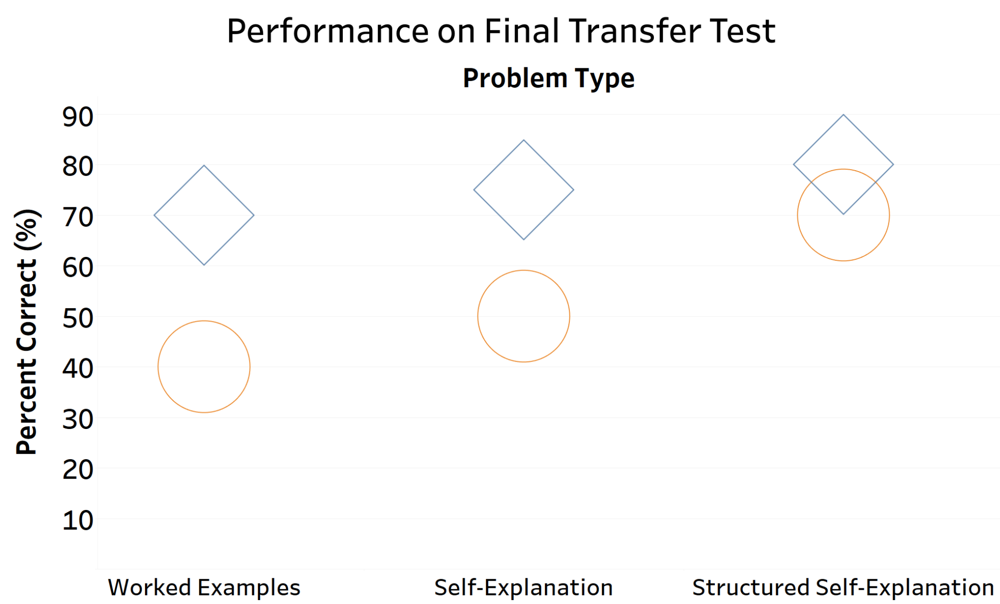 Performance on Final Transfer Test
Problem Type
Percent Correct (%)
90
80
70
60
50
40
30
20
10
Worked Examples
Self-Explanation
Structured Self-Explanation